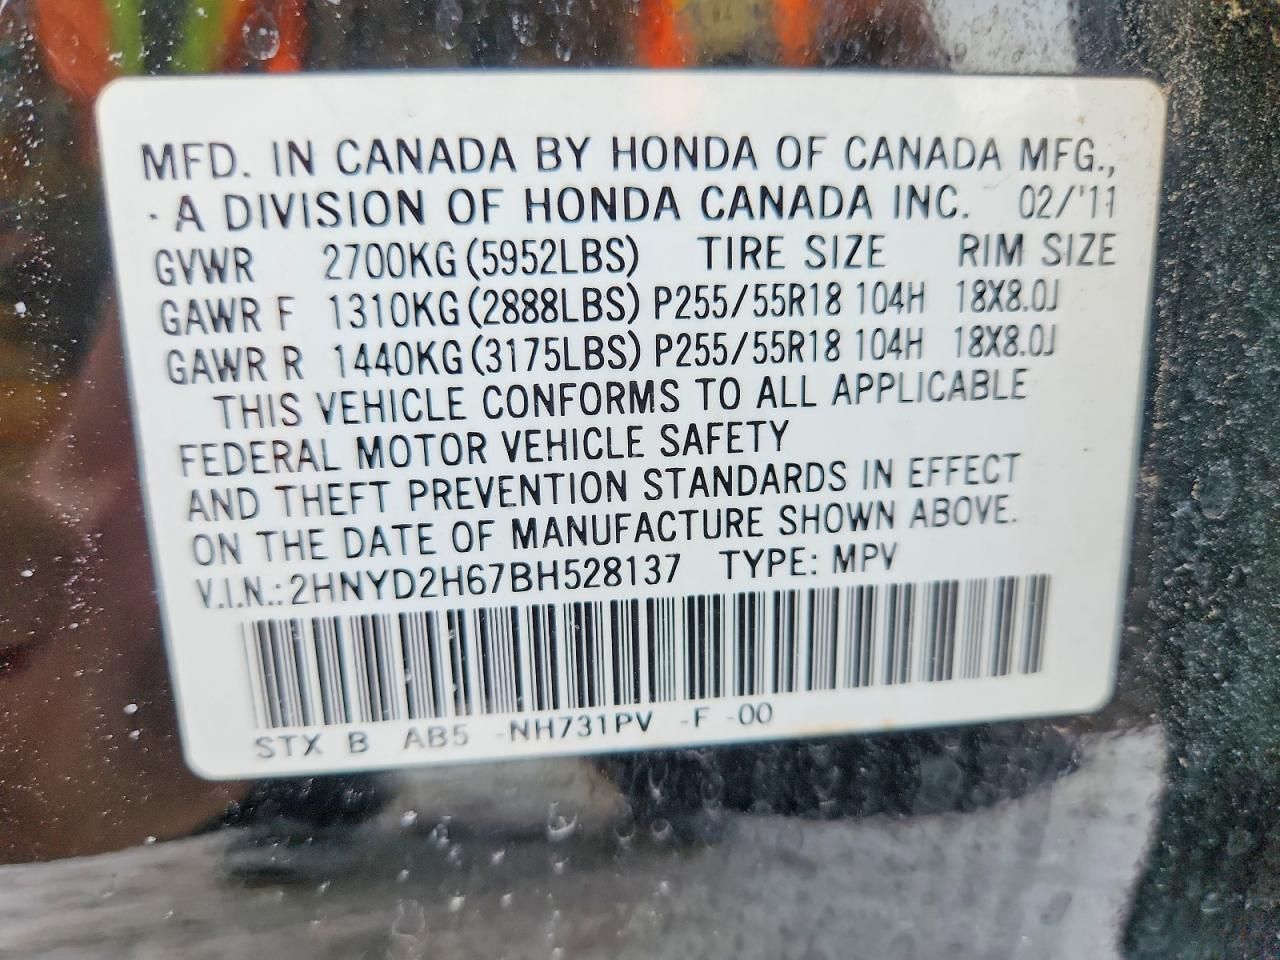 MFD. IN CANADA BY HONDA OF CANADA MFG.,
A DIVISION OF HONDA CANADA INC. 02/'11
GVWR 2700KG (5952LBS) TIRE SIZE RIM SIZE
GAWR F 1310KG (2888LBS) P255/55R18 104H 18X8.0J
GAWR R 1440KG (3175LBS) P255/55R18 104H 18X8.0J
THIS VEHICLE CONFORMS TO ALL APPLICABLE
FEDERAL MOTOR VEHICLE SAFETY
AND THEFT PREVENTION STANDARDS IN EFFECT
ON THE DATE OF MANUFACTURE SHOWN ABOVE.
V.I.N.: 2HNYD2H67BH528137 TYPE: MPV
STX B AB5 -NH731PV -F -00